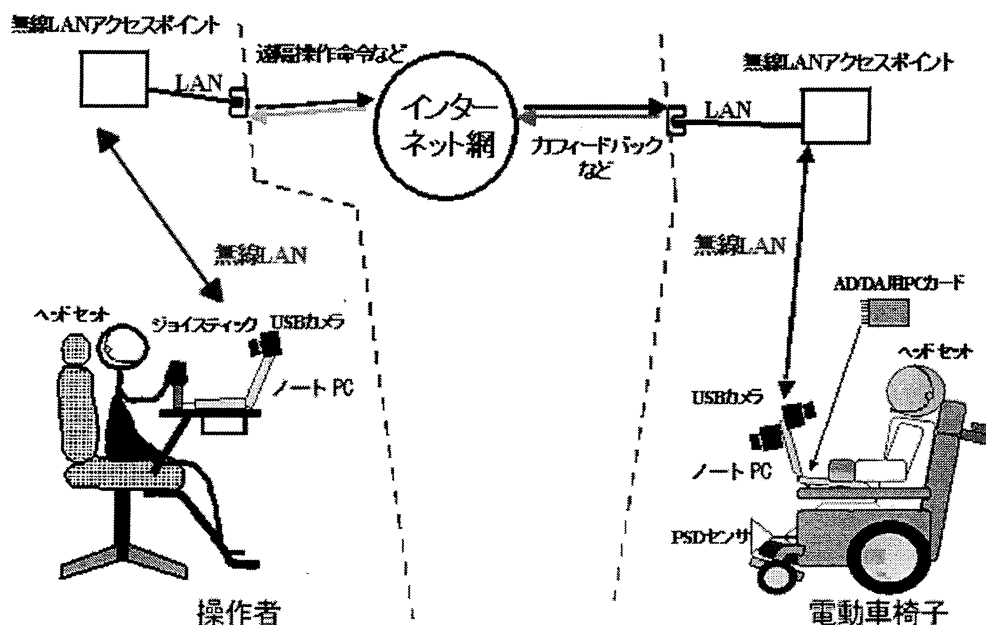 無線LANアクセスポイント
LAN
遠隔操作命令など
インター
ネット網
力フィードバック
など
無線LANアクセスポイント
LAN
無線LAN
無線LAN
ヘッドセット
ジョイスティック
USBカメラ
ノートPC
操作者
AD/DA用PCカード
ヘッドセット
USBカメラ
ノートPC
PSDセンサ
電動車椅子